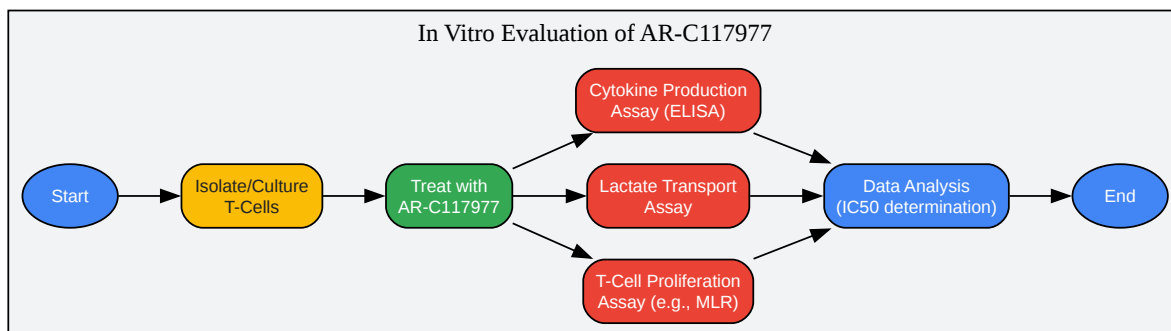 In Vitro Evaluation of AR-C117977
Start
Isolate/Culture
T-Cells
Treat with
AR-C117977
Cytokine Production
Assay (ELISA)
Lactate Transport
Assay
T-Cell Proliferation
Assay (e.g., MLR)
Data Analysis
(IC50 determination)
End